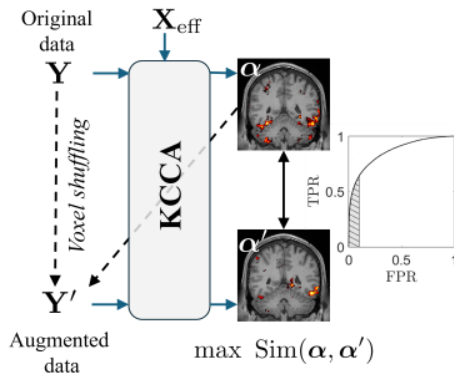 Original
data
X_eff
Y
α
Voxel shuffling
KCCA
1
TPR
0.5
0
0
0.5
1
FPR
α′
Y′
Augmented
data
max Sim(α, α′)